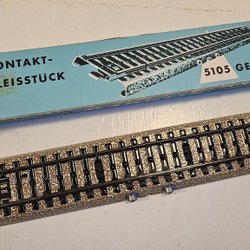 ONTAKT-
LEISSTÜCK
5105 GE